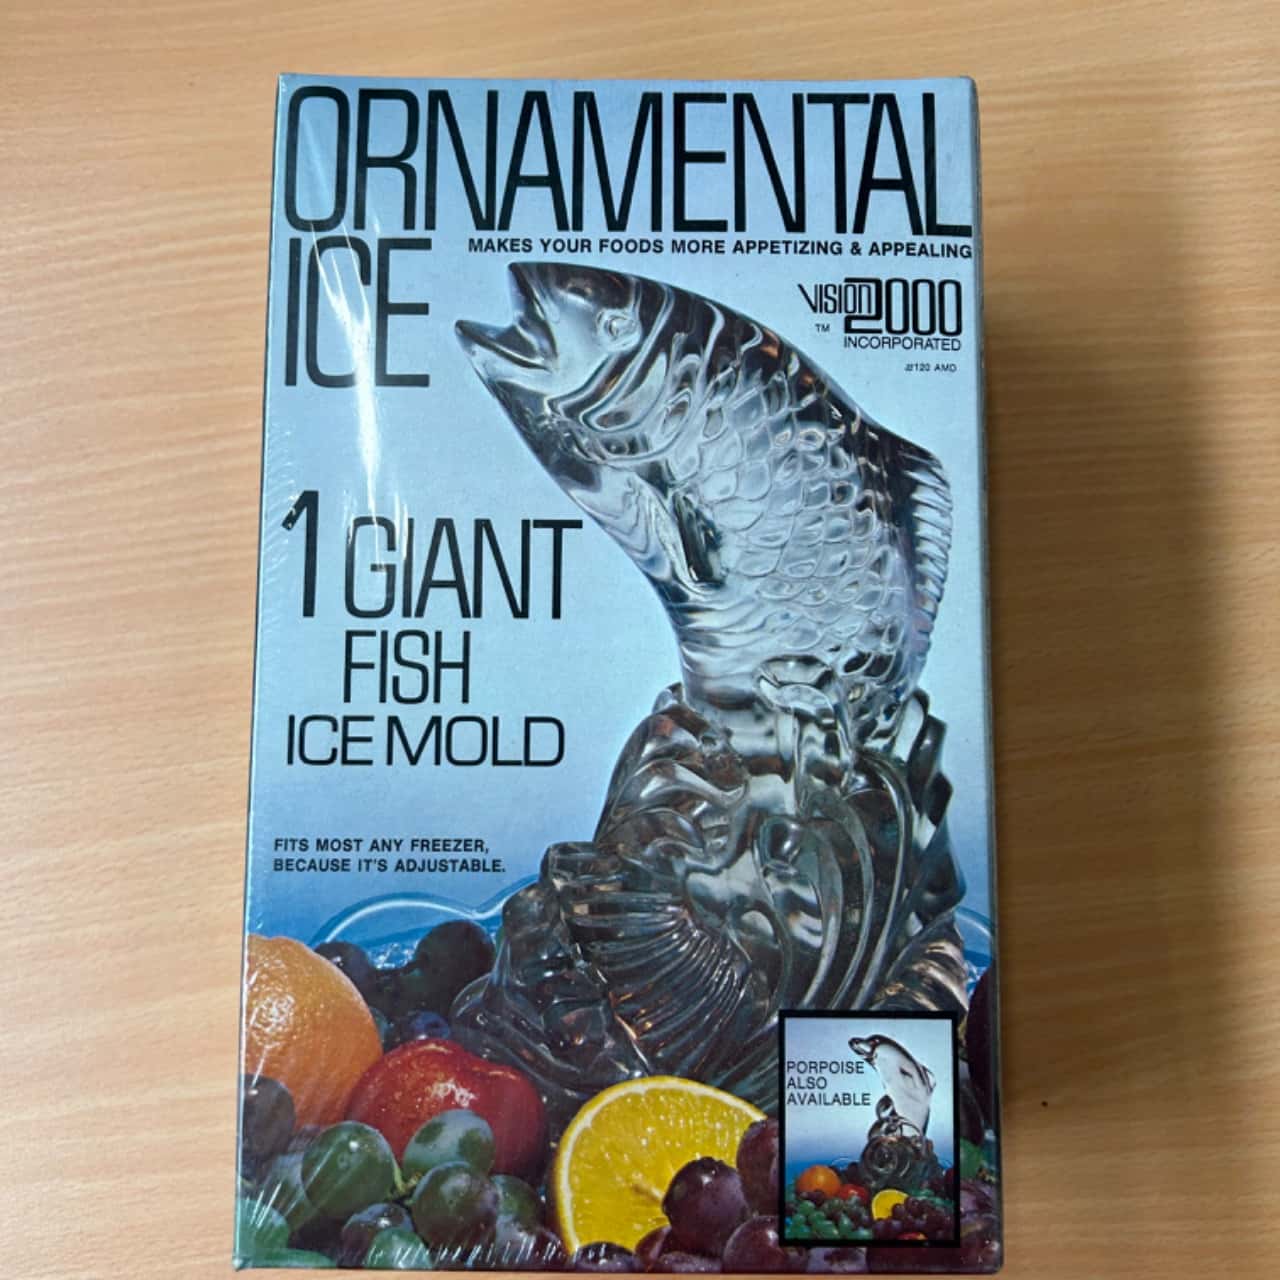 ORNAMENTAL
ICE
MAKES YOUR FOODS MORE APPETIZING & APPEALING
VISION 2000
TM
INCORPORATED
#120 AMD
1 GIANT
FISH
ICE MOLD
FITS MOST ANY FREEZER,
BECAUSE IT'S ADJUSTABLE.
PORPOISE
ALSO
AVAILABLE